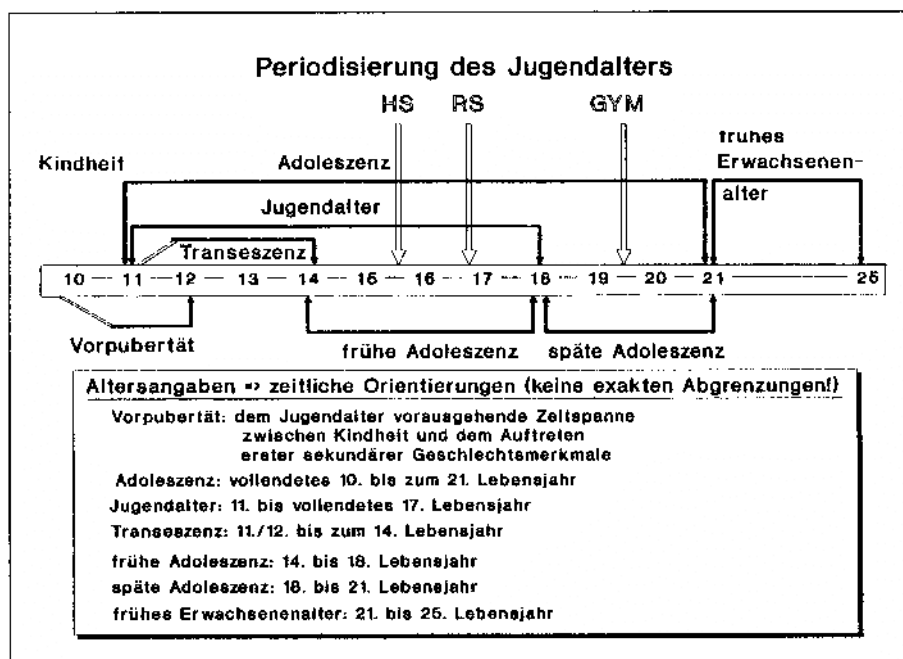 Periodisierung des Jugendalters
HS RS GYM
fruhes
Kindheit Adoleszenz Erwachsenen-
alter
Jugendalter
Transeszenz
10 11 12 13 14 15 16 17 18 19 20 21 25
Vorpubertät frühe Adoleszenz späte Adoleszenz
Altersangaben => zeitliche Orientierungen (keine exakten Abgrenzungen!)
Vorpubertät: dem Jugendalter vorausgehende Zeitspanne
zwischen Kindheit und dem Auftreten
erster sekundärer Geschlechtsmerkmale
Adoleszenz: vollendetes 10. bis zum 21. Lebensjahr
Jugendalter: 11. bis vollendetes 17. Lebensjahr
Transeszenz: 11./12. bis zum 14. Lebensjahr
frühe Adoleszenz: 14. bis 18. Lebensjahr
späte Adoleszenz: 18. bis 21. Lebensjahr
frühes Erwachsenenalter: 21. bis 25. Lebensjahr